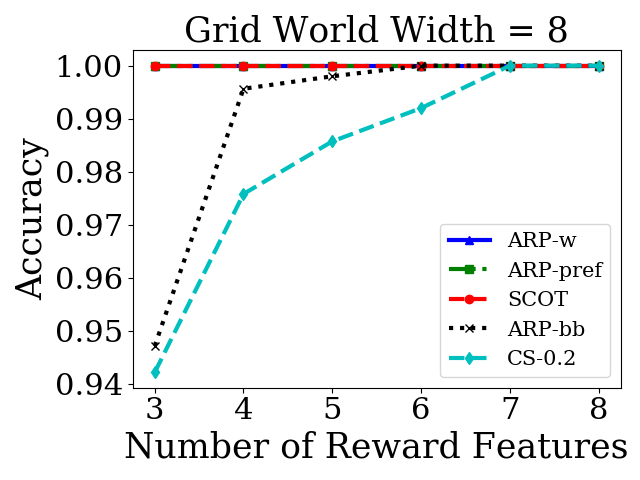 Grid World Width = 8
Accuracy
1.00
0.99
0.98
0.97
0.96
0.95
0.94
ARP-w
ARP-pref
SCOT
ARP-bb
CS-0.2
3 4 5 6 7 8
Number of Reward Features